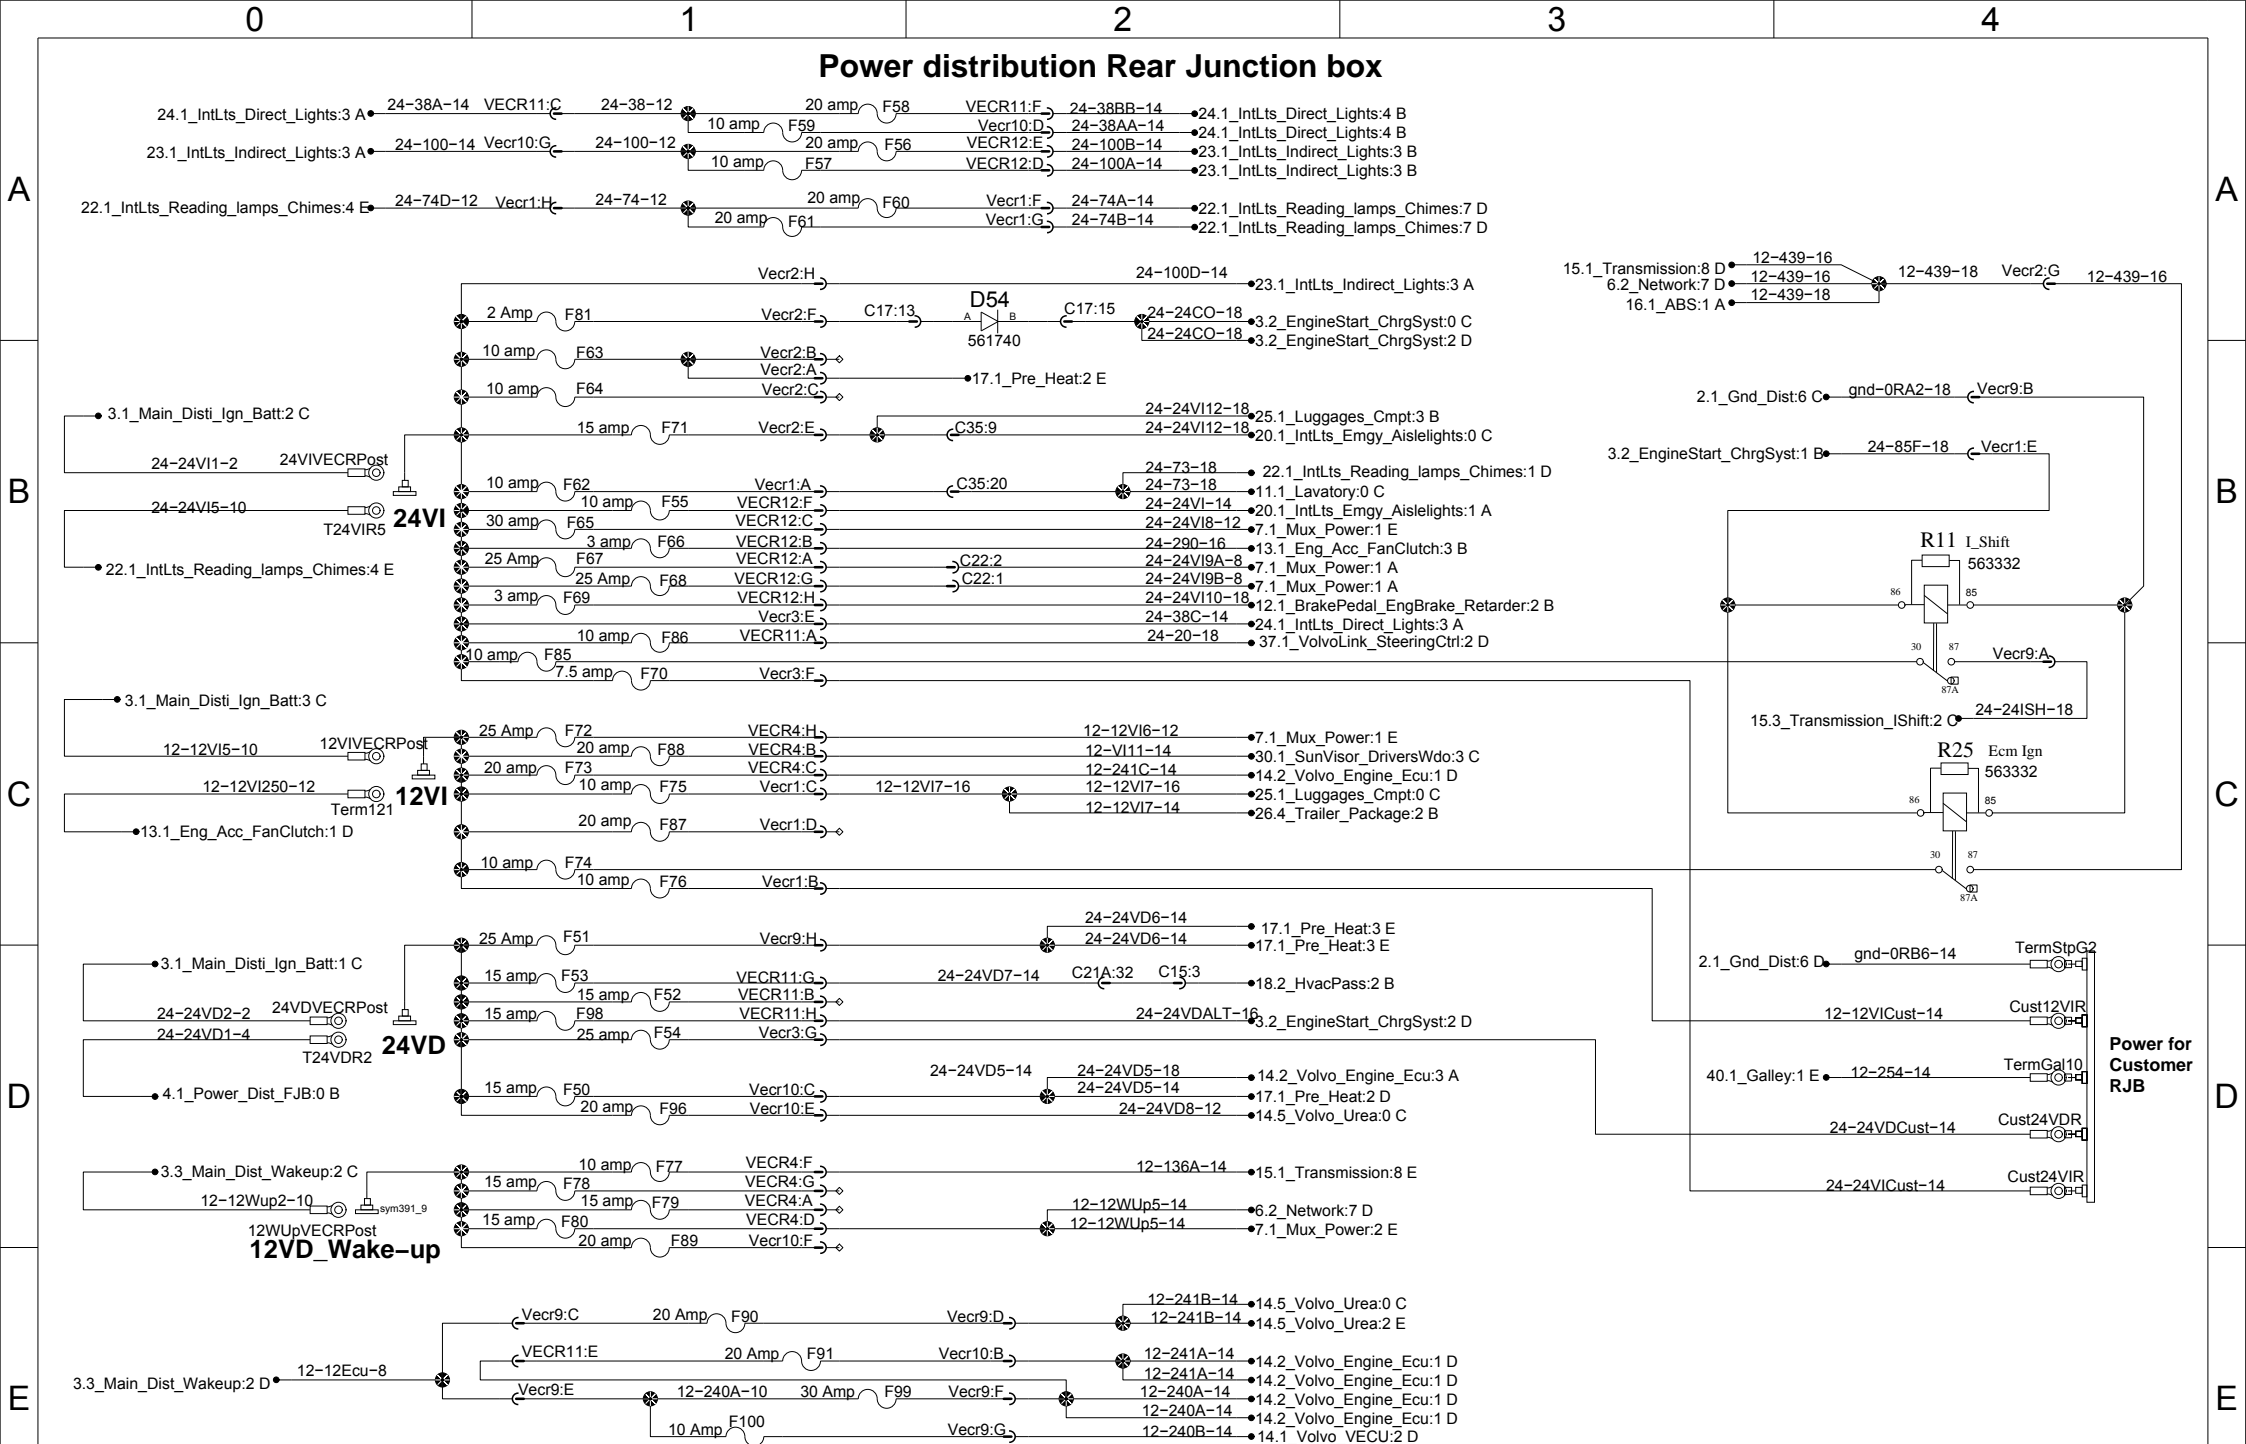 0 1 2 3 4
Power distribution Rear Junction box
A A
24.1_IntLts_Direct_Lights:3 A 24-38A-14 VECR11:C 24-38-12 20 amp F58 VECR11:F 24-38BB-14 24.1_IntLts_Direct_Lights:4 B
10 amp F59 Vecr10:D 24-38AA-14 24.1_IntLts_Direct_Lights:4 B
23.1_IntLts_Indirect_Lights:3 A 24-100-14 Vecr10:G 24-100-12 20 amp F56 VECR12:E 24-100B-14 23.1_IntLts_Indirect_Lights:3 B
10 amp F57 VECR12:D 24-100A-14 23.1_IntLts_Indirect_Lights:3 B
22.1_IntLts_Reading_lamps_Chimes:4 E 24-74D-12 Vecr1:H 24-74-12 20 amp F60 Vecr1:F 24-74A-14 22.1_IntLts_Reading_lamps_Chimes:7 D
20 amp F61 Vecr1:G 24-74B-14 22.1_IntLts_Reading_lamps_Chimes:7 D
Vecr2:H 24-100D-14 23.1_IntLts_Indirect_Lights:3 A
15.1_Transmission:8 D 12-439-16
6.2_Network:7 D 12-439-16 12-439-18 Vecr2:G 12-439-16
16.1_ABS:1 A 12-439-18
2 Amp F81 Vecr2:F C17:13 D54 A B 561740 C17:15 24-24CO-18 3.2_EngineStart_ChrgSyst:0 C
24-24CO-18 3.2_EngineStart_ChrgSyst:2 D
B B
10 amp F63 Vecr2:B
Vecr2:A 17.1_Pre_Heat:2 E
10 amp F64 Vecr2:C
2.1_Gnd_Dist:6 C gnd-0RA2-18 Vecr9:B
3.1_Main_Disti_Ign_Batt:2 C
24-24VI12-18 25.1_Luggages_Cmpt:3 B
15 amp F71 Vecr2:E C35:9 24-24VI12-18 20.1_IntLts_Emgy_Aislelights:0 C
3.2_EngineStart_ChrgSyst:1 B 24-85F-18 Vecr1:E
24-24VI1-2 24VIVECRPost
24-73-18 22.1_IntLts_Reading_lamps_Chimes:1 D
10 amp F62 Vecr1:A C35:20 24-73-18 11.1_Lavatory:0 C
24-24VI5-10 T24VIR5 24VI
10 amp F55 VECR12:F 24-24VI-14 20.1_IntLts_Emgy_Aislelights:1 A
30 amp F65 VECR12:C 24-24VI8-12 7.1_Mux_Power:1 E
3 amp F66 VECR12:B 24-290-16 13.1_Eng_Acc_FanClutch:3 B
22.1_IntLts_Reading_lamps_Chimes:4 E
25 Amp F67 VECR12:A C22:2 24-24VI9A-8 7.1_Mux_Power:1 A
25 Amp F68 VECR12:G C22:1 24-24VI9B-8 7.1_Mux_Power:1 A
3 amp F69 VECR12:H 24-24VI10-18 12.1_BrakePedal_EngBrake_Retarder:2 B
Vecr3:E 24-38C-14 24.1_IntLts_Direct_Lights:3 A
10 amp F86 VECR11:A 24-20-18 37.1_VolvoLink_SteeringCtrl:2 D
R11 I_Shift
563332
86 85
30 87 Vecr9:A
87A
15.3_Transmission_IShift:2 C 24-24ISH-18
10 amp F85
7.5 amp F70 Vecr3:F
C C
3.1_Main_Disti_Ign_Batt:3 C
12-12VI5-10 12VIVECRPost
12-12VI250-12 Term121 12VI
13.1_Eng_Acc_FanClutch:1 D
25 Amp F72 VECR4:H 12-12VI6-12 7.1_Mux_Power:1 E
20 amp F88 VECR4:B 12-VI11-14 30.1_SunVisor_DriversWdo:3 C
20 amp F73 VECR4:C 12-241C-14 14.2_Volvo_Engine_Ecu:1 D
10 amp F75 Vecr1:C 12-12VI7-16 12-12VI7-16 25.1_Luggages_Cmpt:0 C
12-12VI7-14 26.4_Trailer_Package:2 B
20 amp F87 Vecr1:D
10 amp F74
10 amp F76 Vecr1:B
R25 Ecm Ign
563332
86 85
30 87
87A
D D
25 Amp F51 Vecr9:H 24-24VD6-14 17.1_Pre_Heat:3 E
24-24VD6-14 17.1_Pre_Heat:3 E
3.1_Main_Disti_Ign_Batt:1 C
24-24VD2-2 24VDVECRPost
24-24VD1-4 T24VDR2 24VD
4.1_Power_Dist_FJB:0 B
15 amp F53 VECR11:G 24-24VD7-14 C21A:32 C15:3 18.2_HvacPass:2 B
15 amp F52 VECR11:B
15 amp F98 VECR11:H 24-24VDALT-16 3.2_EngineStart_ChrgSyst:2 D
25 amp F54 Vecr3:G
24-24VD5-14 24-24VD5-18 14.2_Volvo_Engine_Ecu:3 A
15 amp F50 Vecr10:C 24-24VD5-14 17.1_Pre_Heat:2 D
20 amp F96 Vecr10:E 24-24VD8-12 14.5_Volvo_Urea:0 C
2.1_Gnd_Dist:6 D gnd-0RB6-14 TermStpG2
12-12VICust-14 Cust12VIR
40.1_Galley:1 E 12-254-14 TermGal10
24-24VDCust-14 Cust24VDR
24-24VICust-14 Cust24VIR
Power for
Customer
RJB
3.3_Main_Dist_Wakeup:2 C
12-12Wup2-10 sym391_9
12WUpVECRPost
12VD_Wake-up
10 amp F77 VECR4:F 12-136A-14 15.1_Transmission:8 E
15 amp F78 VECR4:G
15 amp F79 VECR4:A 12-12WUp5-14 6.2_Network:7 D
15 amp F80 VECR4:D 12-12WUp5-14 7.1_Mux_Power:2 E
20 amp F89 Vecr10:F
E E
12-241B-14 14.5_Volvo_Urea:0 C
Vecr9:C 20 Amp F90 Vecr9:D 12-241B-14 14.5_Volvo_Urea:2 E
VECR11:E 20 Amp F91 Vecr10:B 12-241A-14 14.2_Volvo_Engine_Ecu:1 D
3.3_Main_Dist_Wakeup:2 D 12-12Ecu-8 12-241A-14 14.2_Volvo_Engine_Ecu:1 D
Vecr9:E 12-240A-10 30 Amp F99 Vecr9:F 12-240A-14 14.2_Volvo_Engine_Ecu:1 D
12-240A-14 14.2_Volvo_Engine_Ecu:1 D
10 Amp F100 Vecr9:G 12-240B-14 14.1_Volvo_VECU:2 D